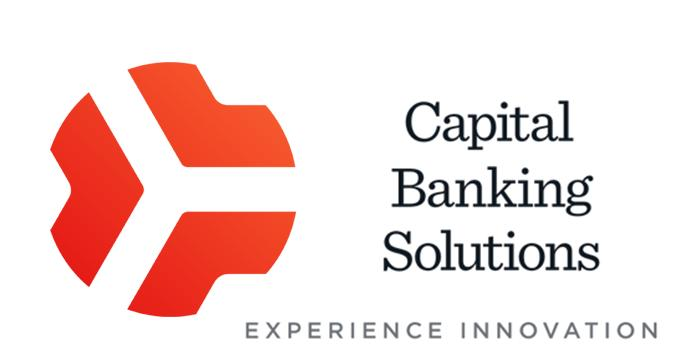 Capital
Banking
Solutions
EXPERIENCE INNOVATION